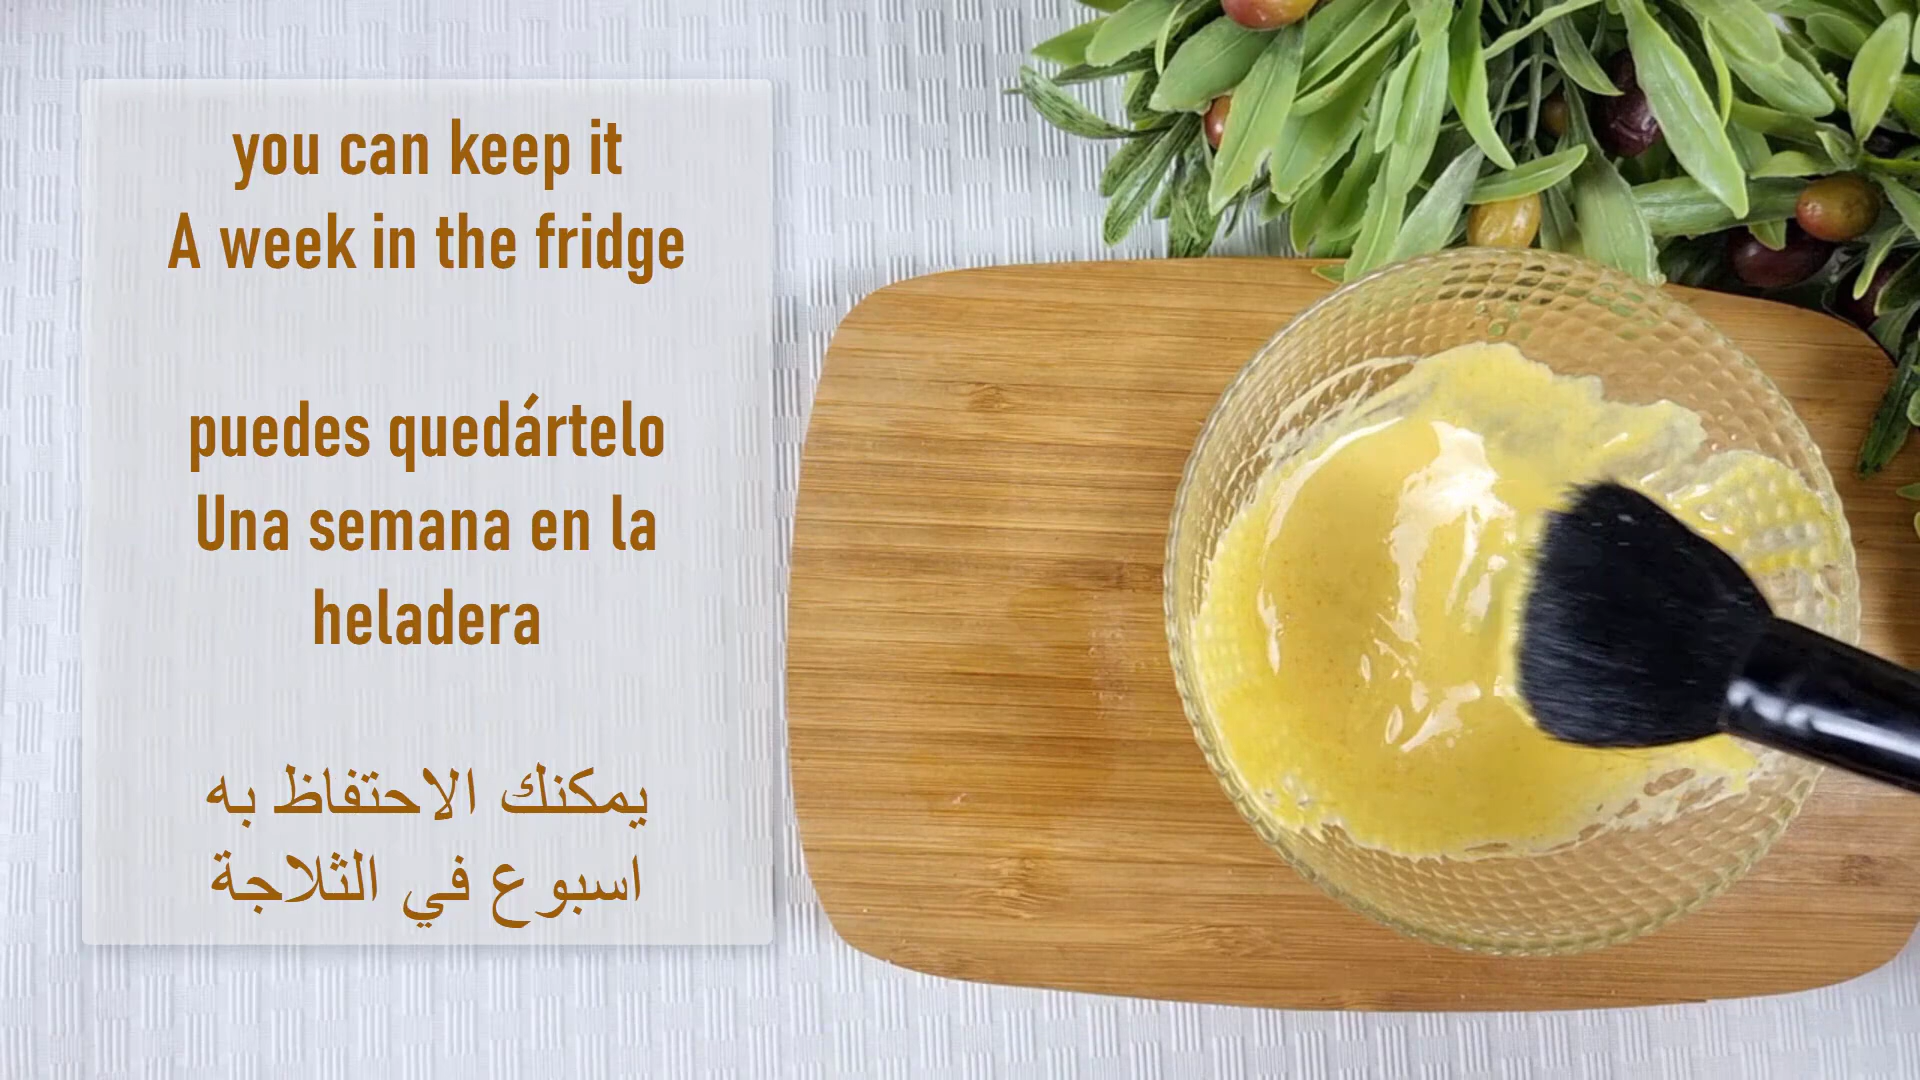 you can keep it
A week in the fridge
puedes quedártelo
Una semana en la
heladera
يمكنك الاحتفاظ به
اسبوع في الثلاجة